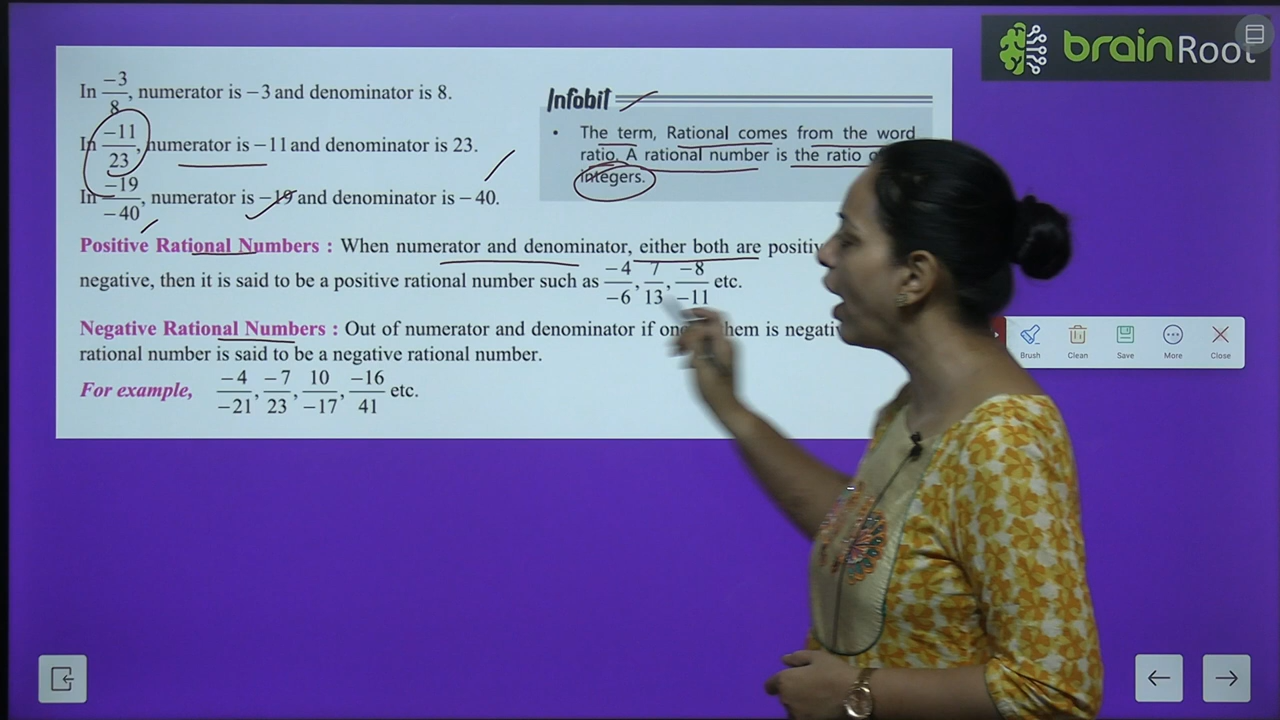 brainRoot
In -3/8, numerator is -3 and denominator is 8.
In -11/23, numerator is -11 and denominator is 23.
In -19/-40, numerator is -19 and denominator is -40.
Infobit
• The term, Rational comes from the word
ratio. A rational number is the ratio
integers.
Positive Rational Numbers : When numerator and denominator, either both are
negative, then it is said to be a positive rational number such as -4/-6, 7/13, -8/-11 etc.
Negative Rational Numbers : Out of numerator and denominator if is
rational number is said to be a negative rational number.
For example, -4/-21, -7/23, 10/-17, -16/41 etc.
Brush Clean Save More Close